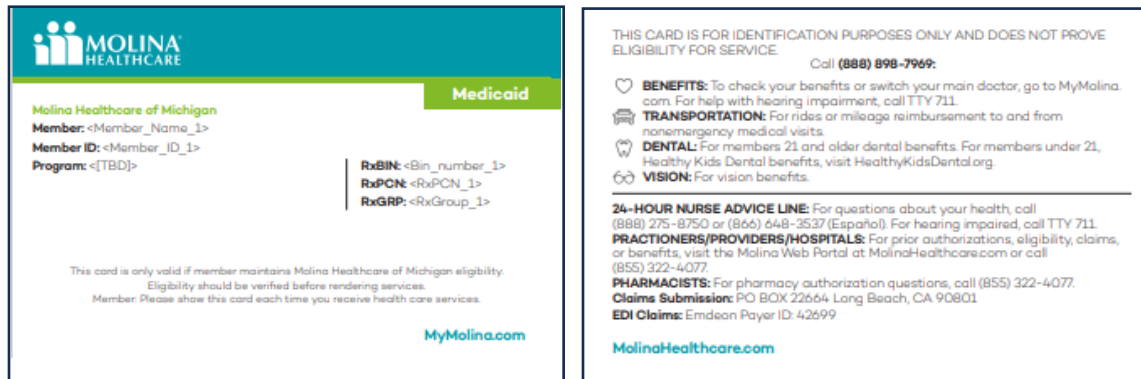 MOLINA
HEALTHCARE
Medicaid
Molina Healthcare of Michigan
Member: <Member_Name_1>
Member ID: <Member_ID_1>
Program: <[TBD]>
RxBIN: <Bin_number_1>
RxPCN: <RxPCN_1>
RxGRP: <RxGroup_1>
This card is only valid if member maintains Molina Healthcare of Michigan eligibility.
Eligibility should be verified before rendering services.
Member: Please show this card each time you receive health care services.
MyMolina.com
THIS CARD IS FOR IDENTIFICATION PURPOSES ONLY AND DOES NOT PROVE
ELIGIBILITY FOR SERVICE.
Call (888) 898-7969:
BENEFITS: To check your benefits or switch your main doctor, go to MyMolina.
com. For help with hearing impairment, call TTY 711.
TRANSPORTATION: For rides or mileage reimbursement to and from
nonemergency medical visits.
DENTAL: For members 21 and older dental benefits. For members under 21,
Healthy Kids Dental benefits, visit HealthyKidsDental.org.
VISION: For vision benefits.
24-HOUR NURSE ADVICE LINE: For questions about your health, call
(888) 275-8750 or (866) 648-3537 (Español). For hearing impaired, call TTY 711.
PRACTIONERS/PROVIDERS/HOSPITALS: For prior authorizations, eligibility, claims,
or benefits, visit the Molina Web Portal at MolinaHealthcare.com or call
(855) 322-4077.
PHARMACISTS: For pharmacy authorization questions, call (855) 322-4077.
Claims Submission: PO BOX 22664 Long Beach, CA 90801
EDI Claims: Emdeon Payer ID: 42699
MolinaHealthcare.com